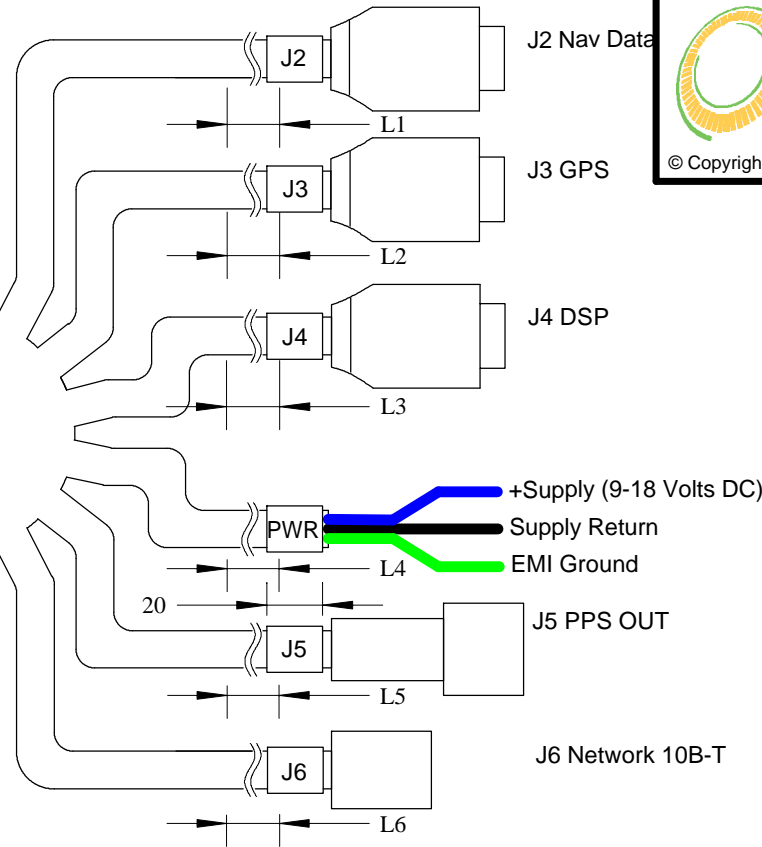 J2
J2 Nav Data
L1
© Copyrigh
J3
J3 GPS
L2
J4
J4 DSP
L3
PWR
+Supply (9-18 Volts DC)
Supply Return
EMI Ground
L4
20
J5
J5 PPS OUT
L5
J6
J6 Network 10B-T
L6